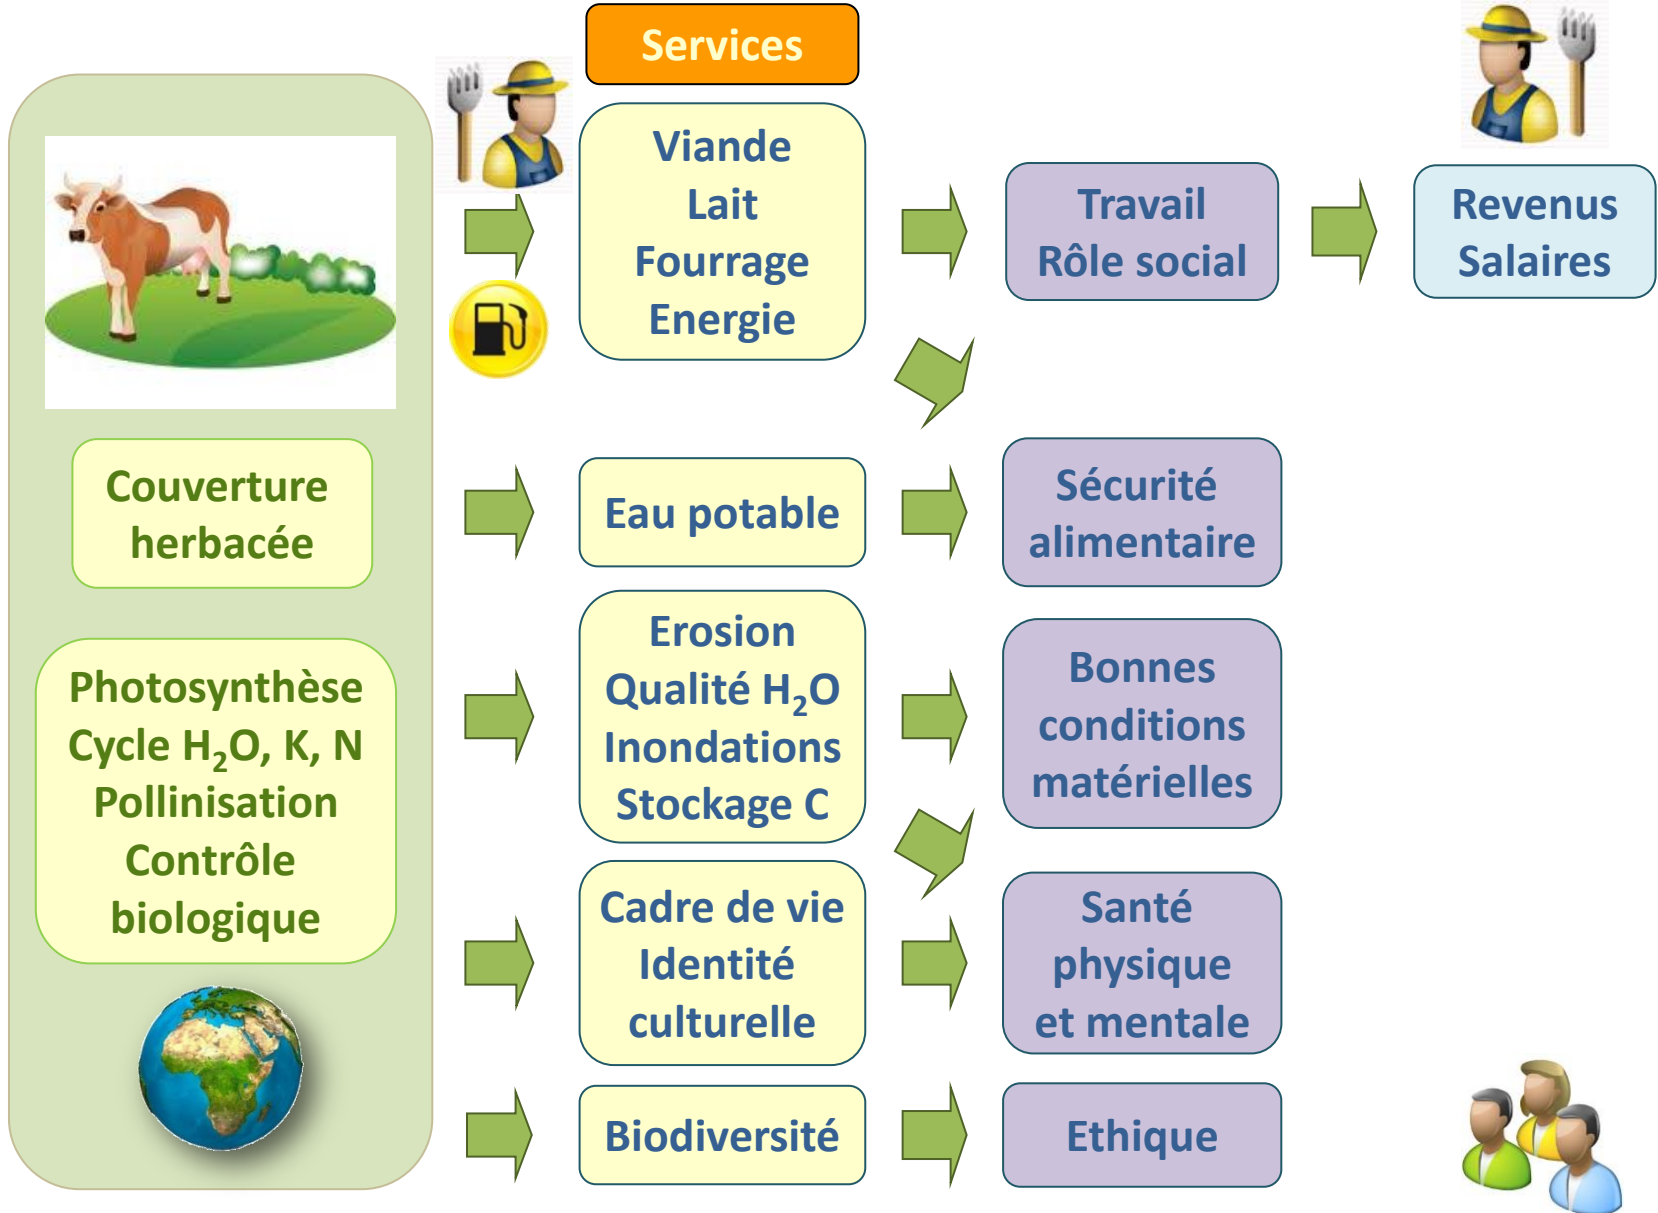 Services
Viande
Lait
Fourrage
Energie
Travail
Rôle social
Revenus
Salaires
Couverture
herbacée
Eau potable
Sécurité
alimentaire
Photosynthèse
Cycle H₂O, K, N
Pollinisation
Contrôle
biologique
Erosion
Qualité H₂O
Inondations
Stockage C
Bonnes
conditions
matérielles
Cadre de vie
Identité
culturelle
Santé
physique
et mentale
Biodiversité
Ethique